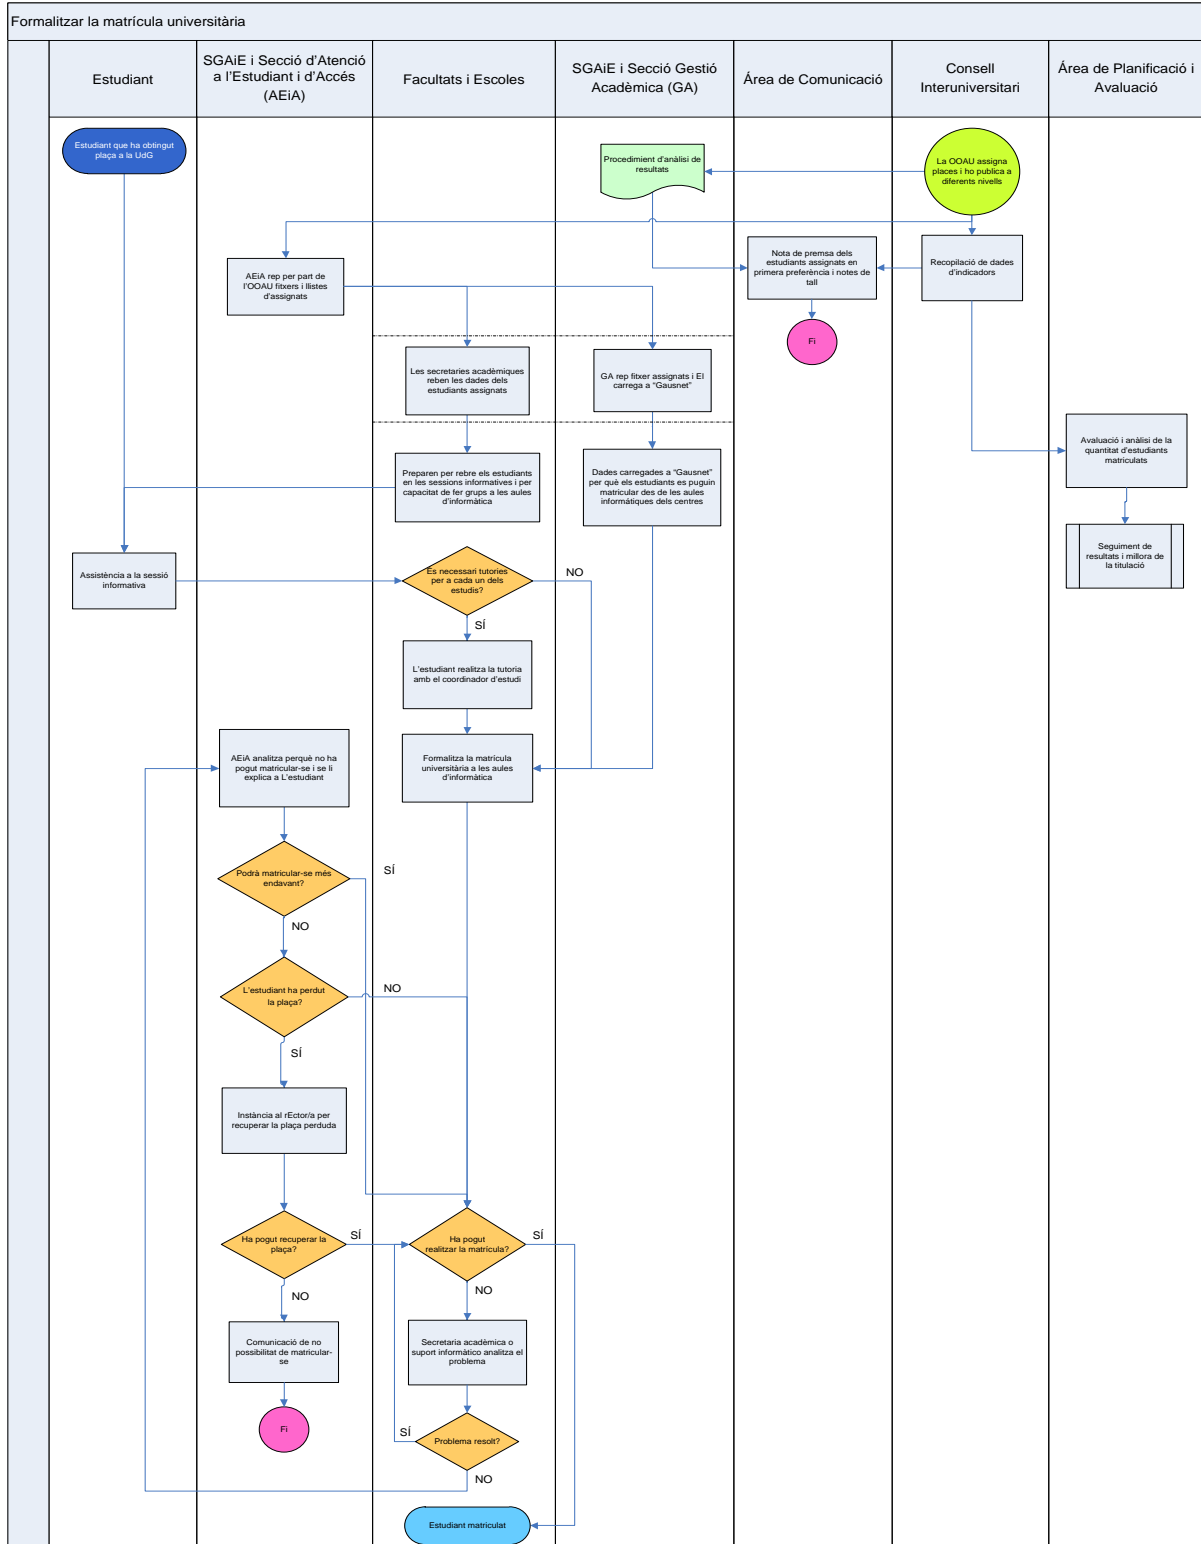 Formalitzar la matrícula universitària
Estudiant
SGAiE i Secció d'Atenció
a l'Estudiant i d'Accés
(AEiA)
Facultats i Escoles
SGAiE i Secció Gestió
Acadèmica (GA)
Área de Comunicació
Consell
Interuniversitari
Área de Planificació i
Avaluació
Estudiant que ha obtingut
plaça a la UdG
Procediment d'anàlisi de
resultats
La OOAU assigna
places i ho publica a
diferents nivells
AEiA rep per part de
l'OOAU fitxers i llistes
d'assignats
Nota de premsa dels
estudiants assignats en
primera preferència i notes de
tall
Recopilació de dades
d'indicadors
Fi
Les secretaries acadèmiques
reben les dades dels
estudiants assignats
GA rep fitxer assignats i El
carrega a "Gausnet"
Avaluació i anàlisi de la
quantitat d'estudiants
matriculats
Preparen per rebre els estudiants
en les sessions informatives i per
capacitat de fer grups a les aules
d'informàtica
Dades carregades a "Gausnet"
per què els estudiants es puguin
matricular des de les aules
informátiques dels centres
Seguiment de
resultats i millora de
la titulació
Assistència a la sessió
informativa
Es necessari tutories
per a cada un dels
estudis?
NO
SÍ
L'estudiant realitza la tutoria
amb el coordinador d'estudi
AEiA analitza perquè no ha
pogut matricular-se i se li
explica a L'estudiant
Formalitza la matrícula
universitària a les aules
d'informàtica
Podrà matricular-se més
endavant?
SÍ
NO
L'estudiant ha perdut
la plaça?
NO
SÍ
Instància al rEctor/a per
recuperar la plaça perduda
Ha pogut recuperar la
plaça?
SÍ
Ha pogut
realitzar la matrícula?
SÍ
NO
NO
Comunicació de no
possibilitat de matricular-
se
Secretaria acadèmica o
suport informàtico analitza el
problema
Fi
SÍ
Problema resolt?
NO
Estudiant matriculat